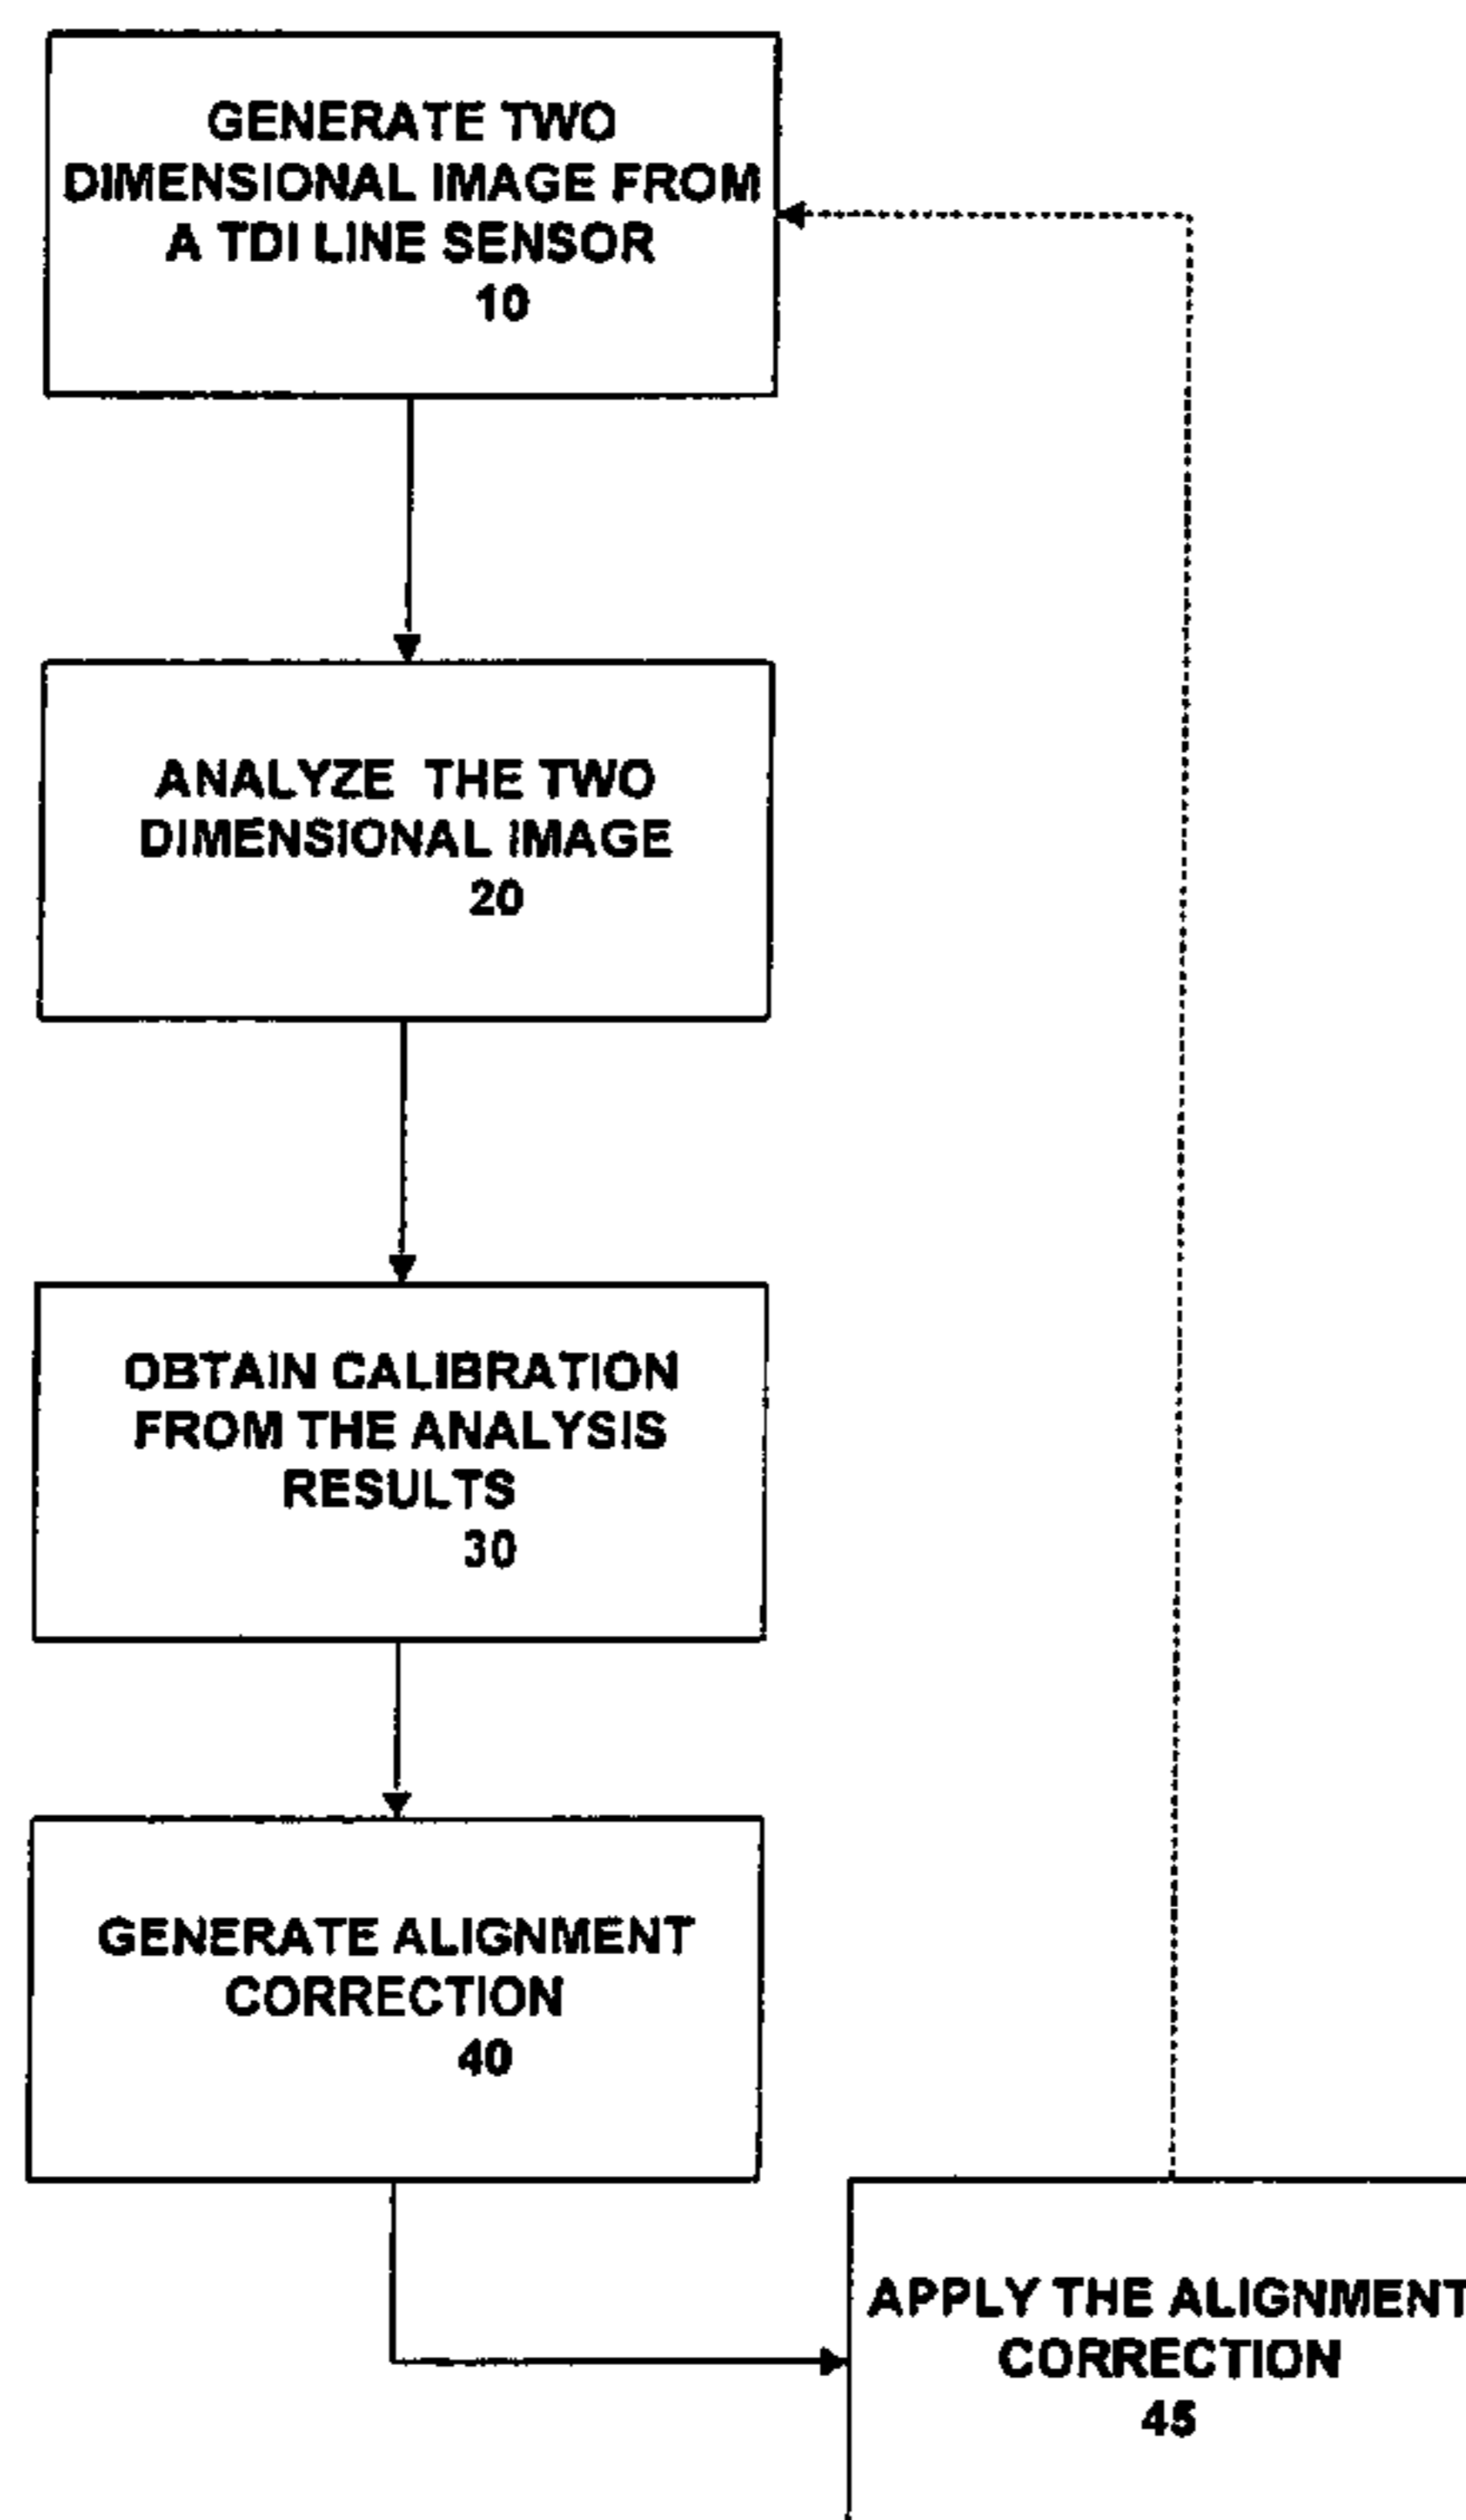 GENERATE TWO
DIMENSIONAL IMAGE FROM
A TDI LINE SENSOR
10
ANALYZE THE TWO
DIMENSIONAL IMAGE
20
OBTAIN CALIBRATION
FROM THE ANALYSIS
RESULTS
30
GENERATE ALIGNMENT
CORRECTION
40
APPLY THE ALIGNMENT
CORRECTION
45